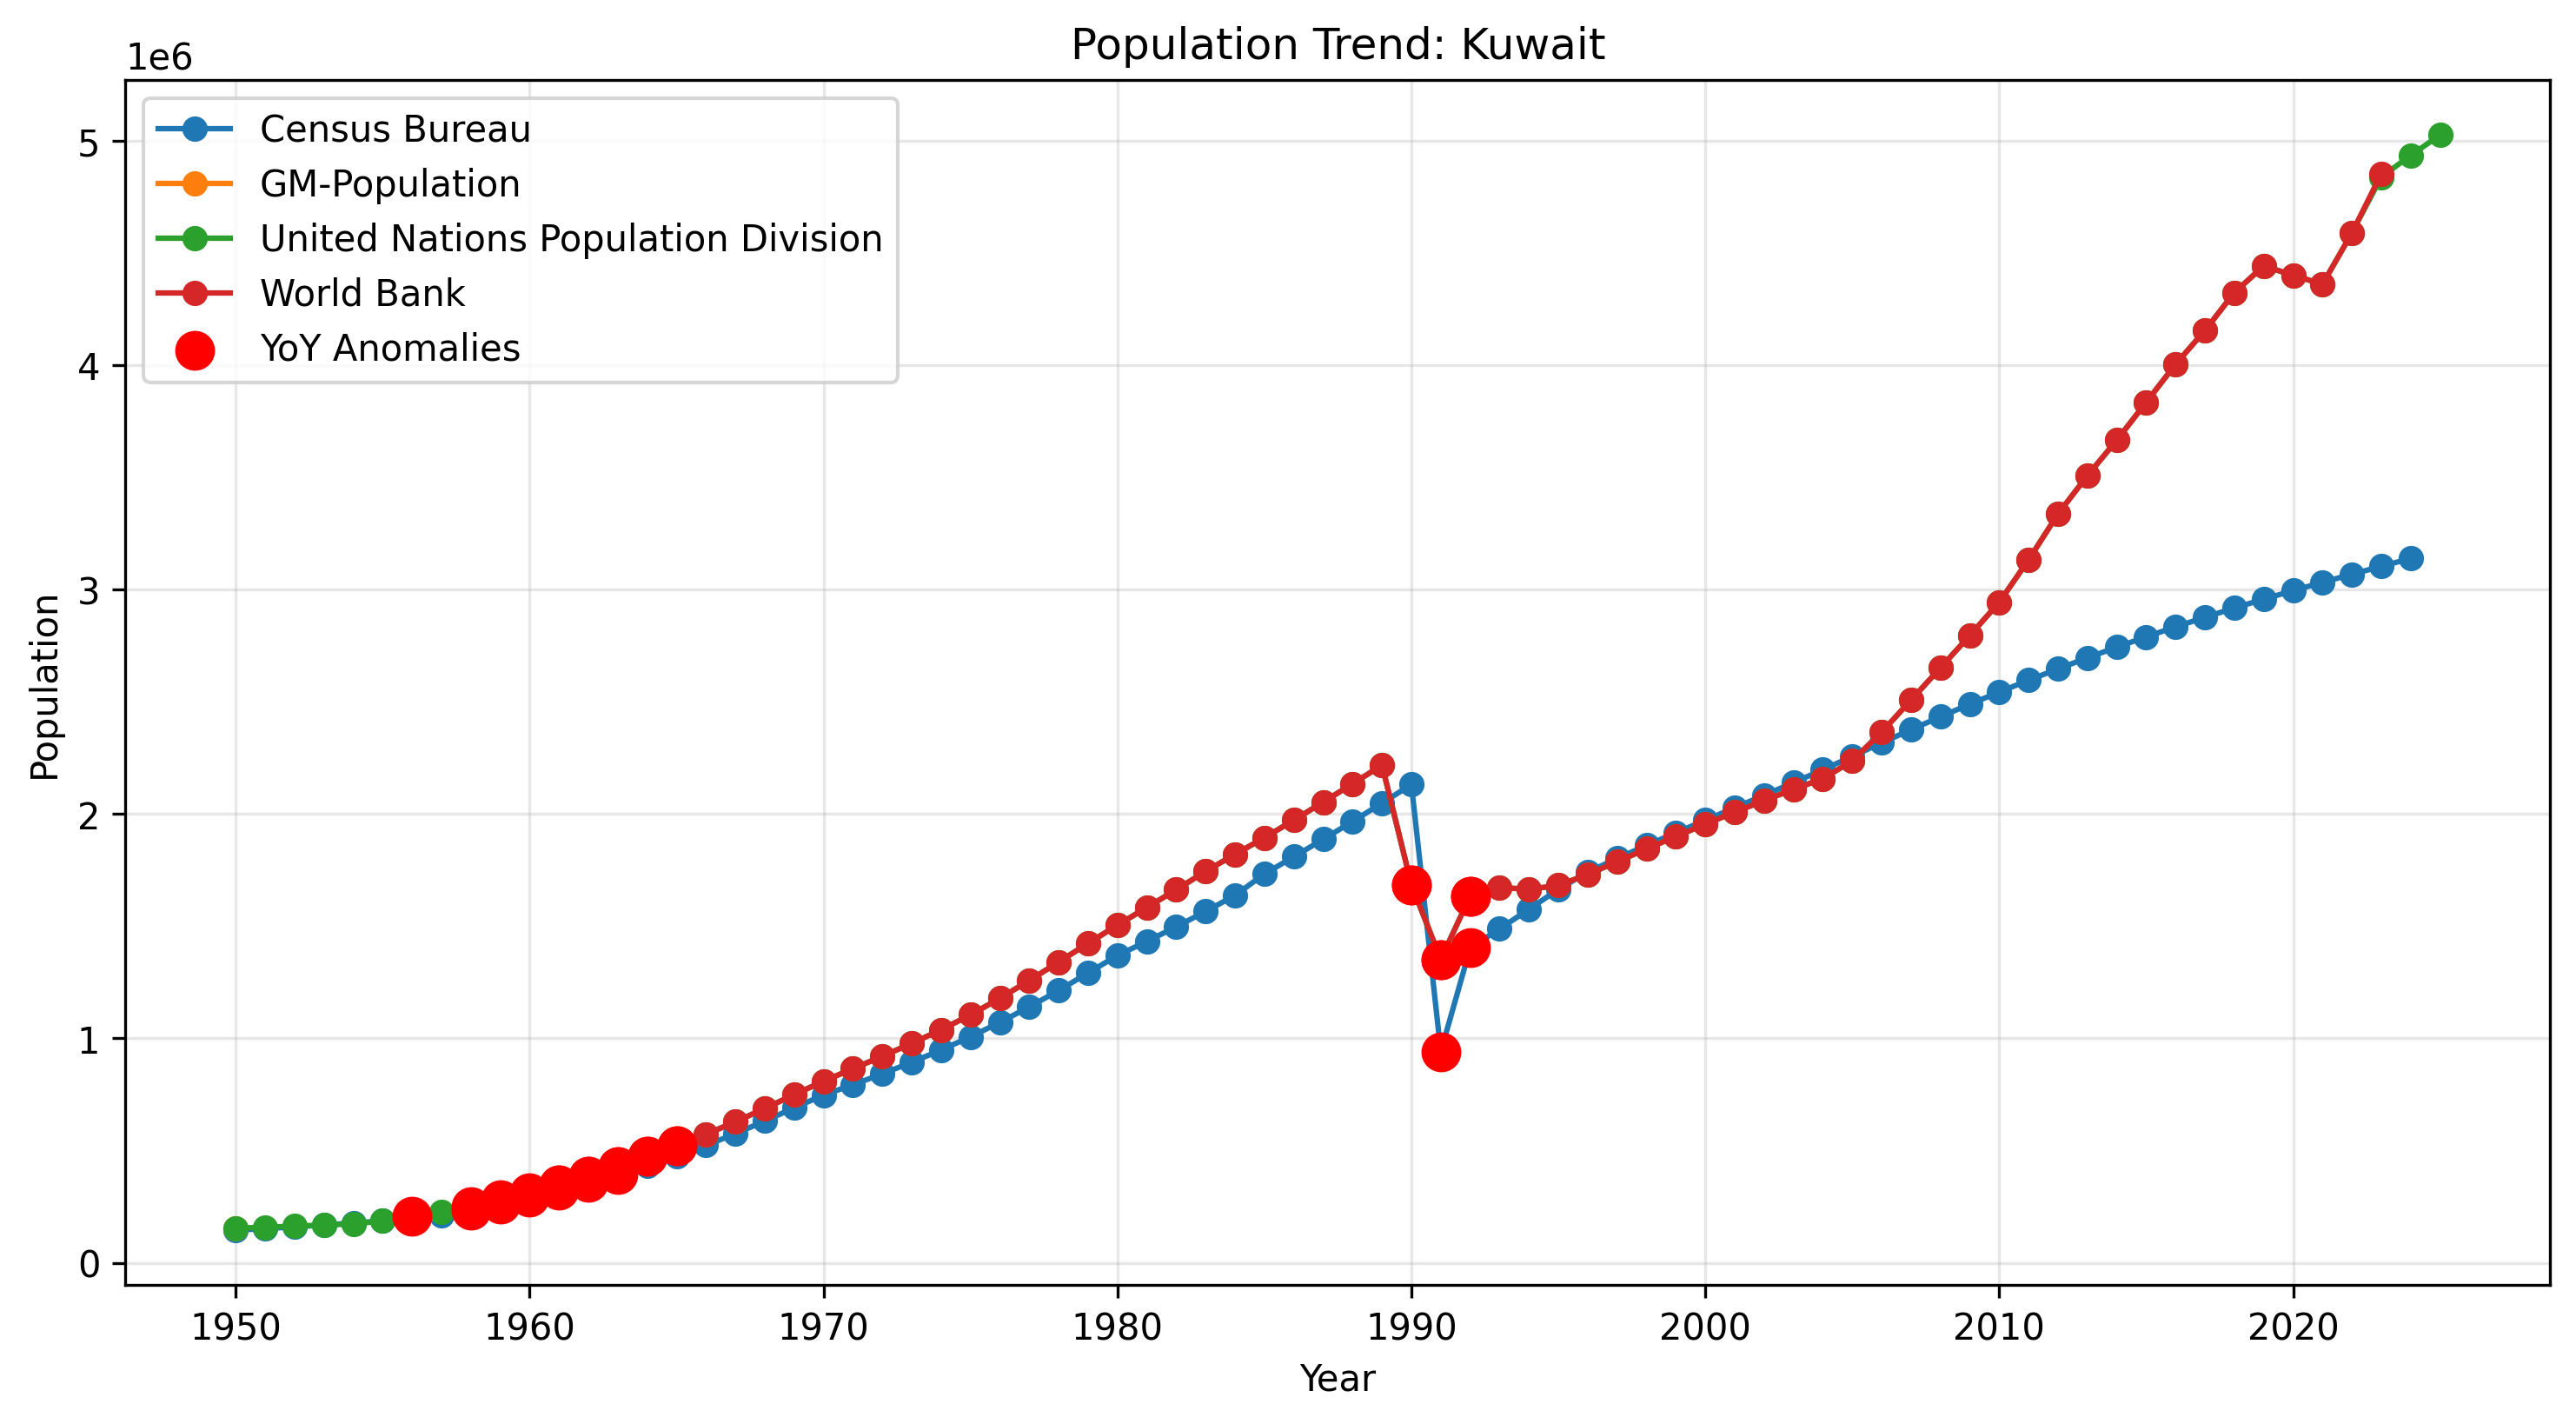 Population Trend: Kuwait
1e6
Census Bureau
GM-Population
United Nations Population Division
World Bank
YoY Anomalies
5
4
3
2
1
0
Population
1950 1960 1970 1980 1990 2000 2010 2020
Year